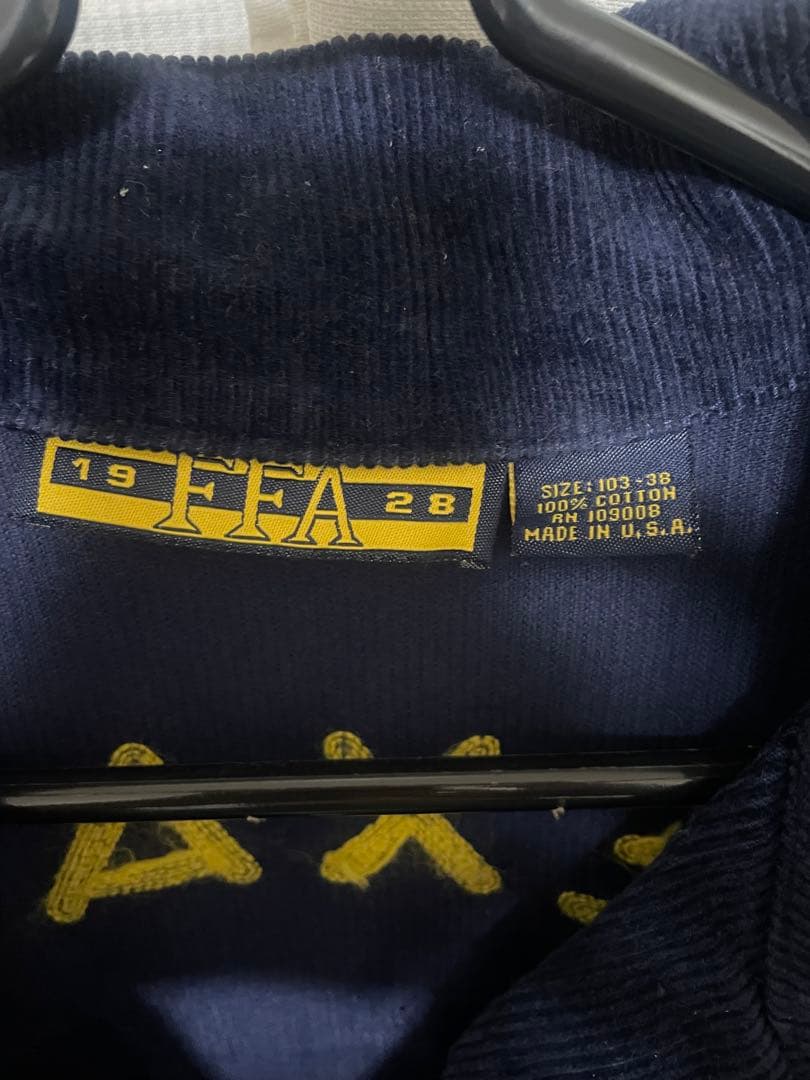 19 FFA 28
SIZE: 103-38
100% COTTON
RN 109008
MADE IN U.S.A.
A X